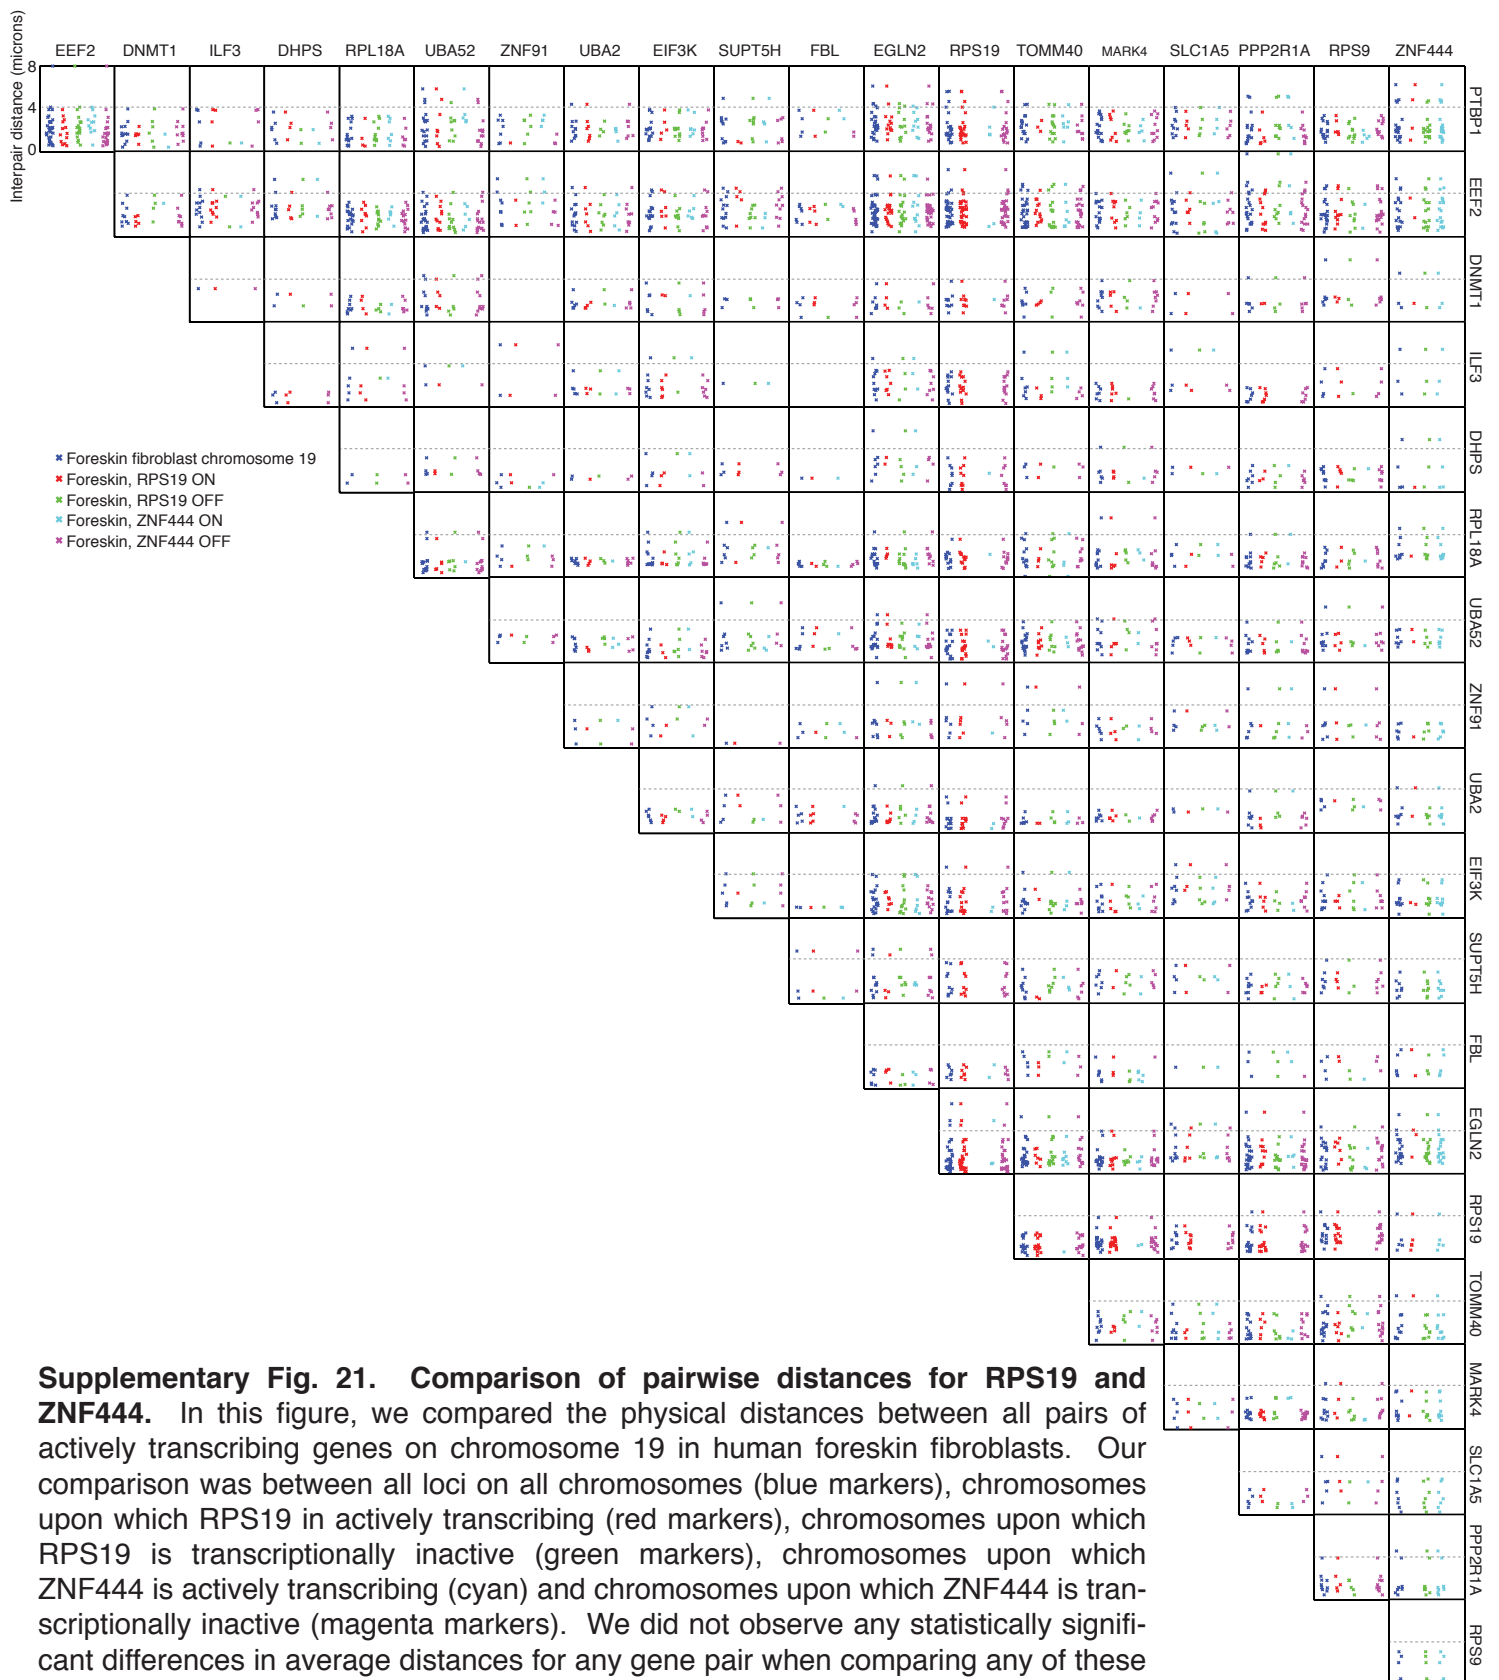 EEF2 DNMT1 ILF3 DHPS RPL18A UBA52 ZNF91 UBA2 EIF3K SUPT5H FBL EGLN2 RPS19 TOMM40 MARK4 SLC1A5 PPP2R1A RPS9 ZNF444
Interpair distance (microns)
8
4
0
PTBP1
EEF2
DNMT1
ILF3
DHPS
RPL18A
UBA52
ZNF91
UBA2
EIF3K
SUPT5H
FBL
EGLN2
RPS19
TOMM40
MARK4
SLC1A5
PPP2R1A
RPS9
Foreskin fibroblast chromosome 19
Foreskin, RPS19 ON
Foreskin, RPS19 OFF
Foreskin, ZNF444 ON
Foreskin, ZNF444 OFF
Supplementary Fig. 21. Comparison of pairwise distances for RPS19 and
ZNF444. In this figure, we compared the physical distances between all pairs of
actively transcribing genes on chromosome 19 in human foreskin fibroblasts. Our
comparison was between all loci on all chromosomes (blue markers), chromosomes
upon which RPS19 in actively transcribing (red markers), chromosomes upon which
RPS19 is transcriptionally inactive (green markers), chromosomes upon which
ZNF444 is actively transcribing (cyan) and chromosomes upon which ZNF444 is tran-
scriptionally inactive (magenta markers). We did not observe any statistically signifi-
cant differences in average distances for any gene pair when comparing any of these